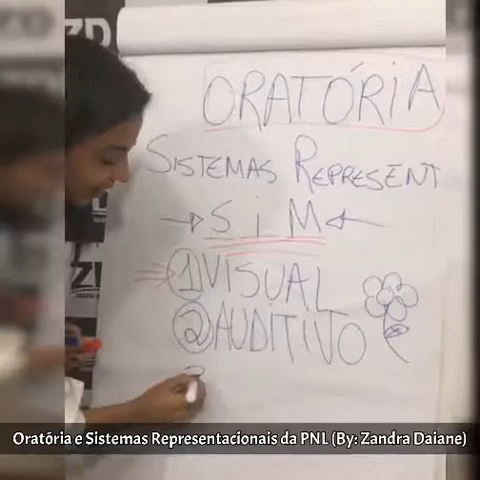 ORATÓRIA
SISTEMAS REPRESENT
→ S i M ←
① VISUAL
② AUDITIVO
Oratória e Sistemas Representacionais da PNL (By: Zandra Daiane)